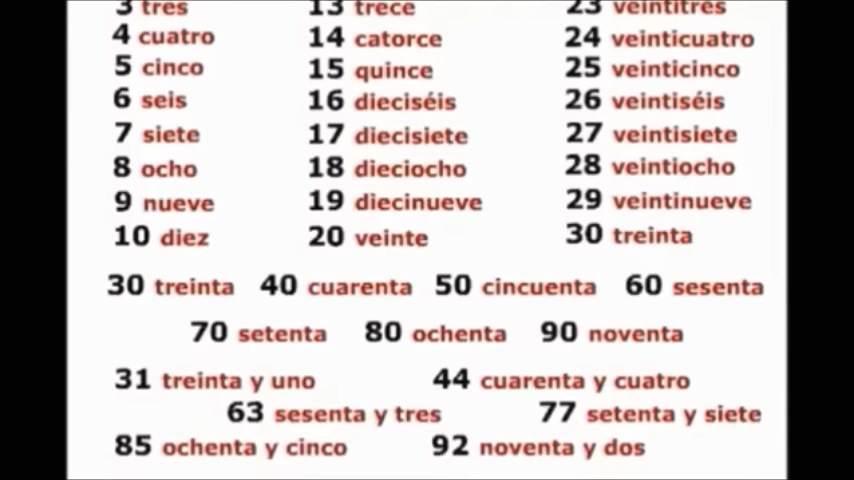 3 tres 13 trece 23 veintitrés
4 cuatro 14 catorce 24 veinticuatro
5 cinco 15 quince 25 veinticinco
6 seis 16 dieciséis 26 veintiséis
7 siete 17 diecisiete 27 veintisiete
8 ocho 18 dieciocho 28 veintiocho
9 nueve 19 diecinueve 29 veintinueve
10 diez 20 veinte 30 treinta
30 treinta 40 cuarenta 50 cincuenta 60 sesenta
70 setenta 80 ochenta 90 noventa
31 treinta y uno 44 cuarenta y cuatro
63 sesenta y tres 77 setenta y siete
85 ochenta y cinco 92 noventa y dos